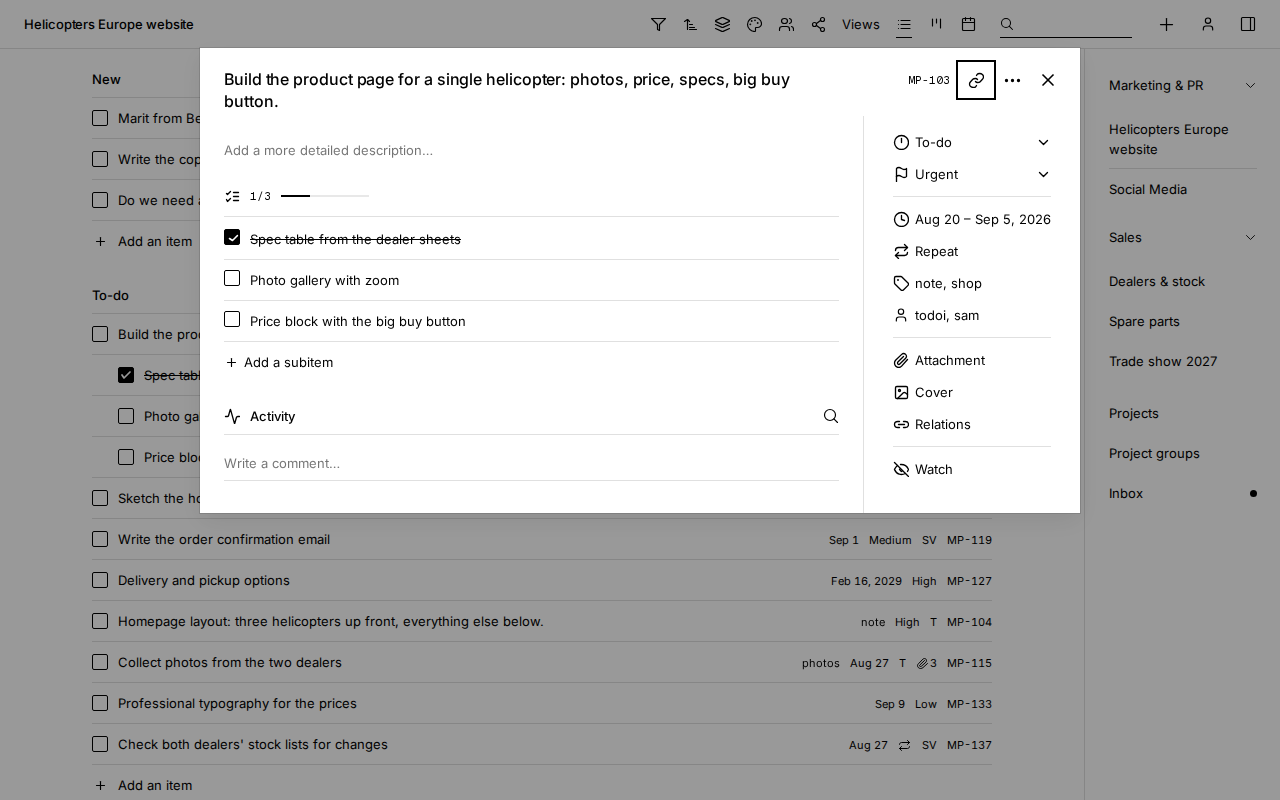 Helicopters Europe website
Views
New
Marit from Be
Write the cop
Do we need a
Add an item
To-do
Build the prod
Spec tabl
Photo ga
Price bloc
Sketch the ho
Write the order confirmation email
Sep 1 Medium SV MP-119
Delivery and pickup options
Feb 16, 2029 High MP-127
Homepage layout: three helicopters up front, everything else below.
note High T MP-104
Collect photos from the two dealers
photos Aug 27 T 3 MP-115
Professional typography for the prices
Sep 9 Low MP-133
Check both dealers' stock lists for changes
Aug 27 SV MP-137
Add an item
Build the product page for a single helicopter: photos, price, specs, big buy
button.
MP-103
Add a more detailed description…
1/3
Spec table from the dealer sheets
Photo gallery with zoom
Price block with the big buy button
Add a subitem
Activity
Write a comment…
To-do
Urgent
Aug 20 – Sep 5, 2026
Repeat
note, shop
todoi, sam
Attachment
Cover
Relations
Watch
Marketing & PR
Helicopters Europe
website
Social Media
Sales
Dealers & stock
Spare parts
Trade show 2027
Projects
Project groups
Inbox